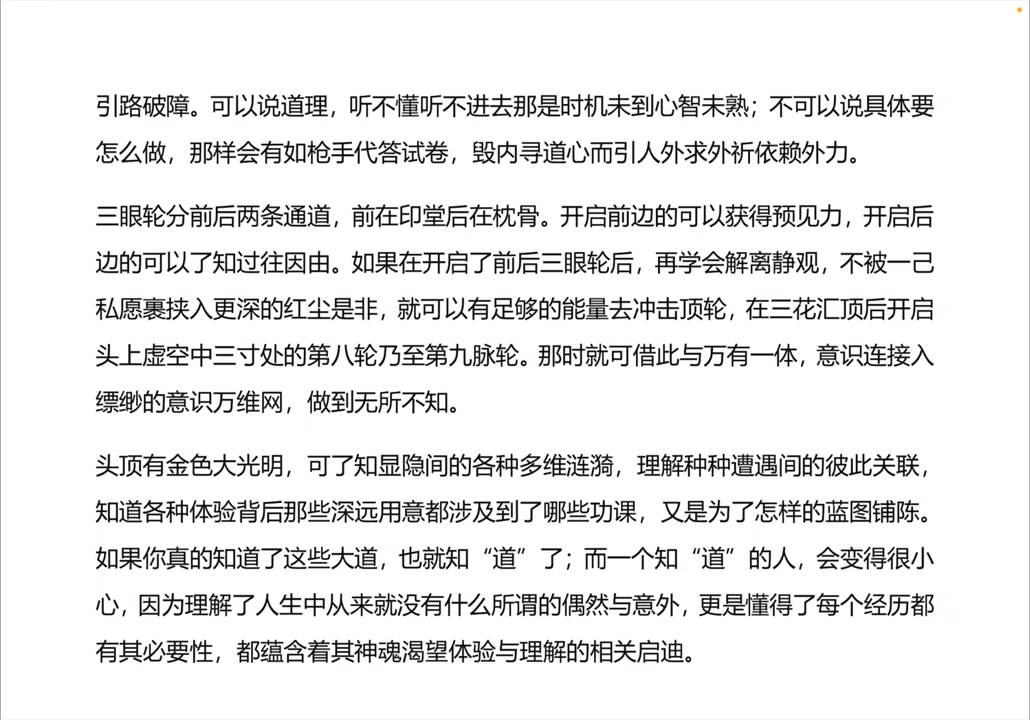 引路破障。可以说道理，听不懂听不进去那是时机未到心智未熟；不可以说具体要
怎么做，那样会有如枪手代答试卷，毁内寻道心而引人外求外祈依赖外力。
三眼轮分前后两条通道，前在印堂后在枕骨。开启前边的可以获得预见力，开启后
边的可以了知过往因由。如果在开启了前后三眼轮后，再学会解离静观，不被一己
私愿裹挟入更深的红尘是非，就可以有足够的能量去冲击顶轮，在三花汇顶后开启
头上虚空中三寸处的第八轮乃至第九脉轮。那时就可借此与万有一体，意识连接入
缥缈的意识万维网，做到无所不知。
头顶有金色大光明，可了知显隐间的各种多维涟漪，理解种种遭遇间的彼此关联，
知道各种体验背后那些深远用意都涉及到了哪些功课，又是为了怎样的蓝图铺陈。
如果你真的知道了这些大道，也就知“道”了；而一个知“道”的人，会变得很小
心，因为理解了人生中从来就没有什么所谓的偶然与意外，更是懂得了每个经历都
有其必要性，都蕴含着其神魂渴望体验与理解的相关启迪。